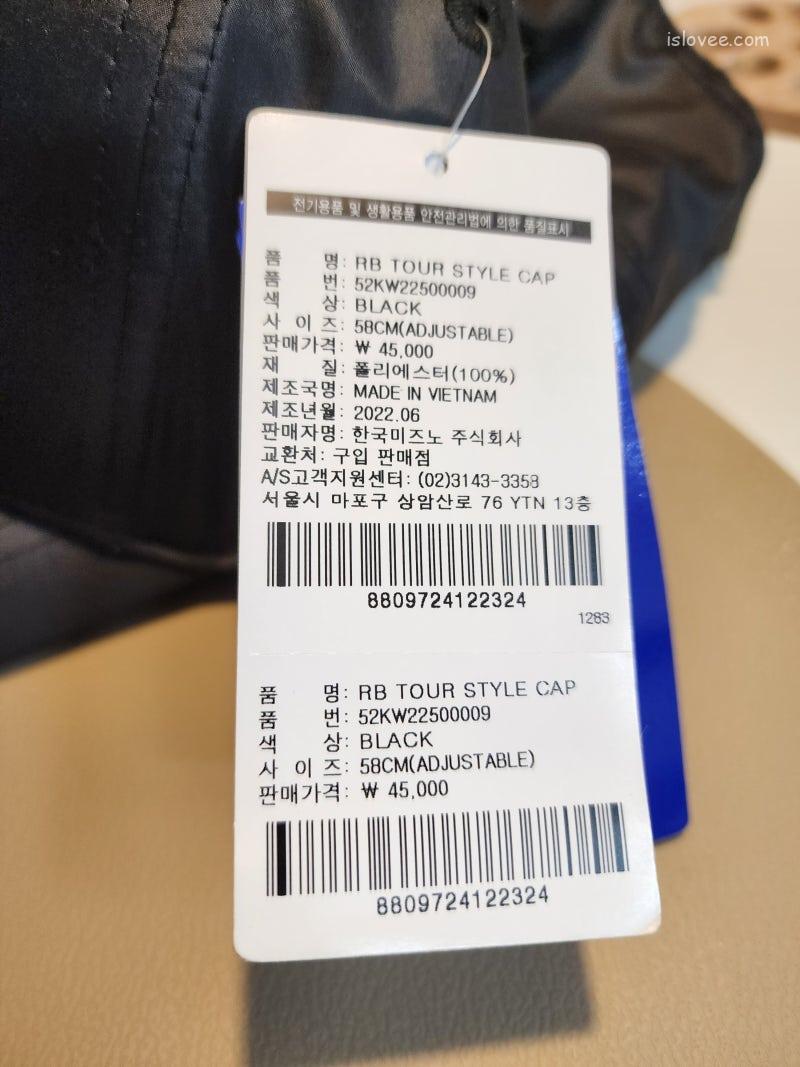 islovee.com
전기용품 및 생활용품 안전관리법에 의한 품질표시
품 명: RB TOUR STYLE CAP
품 번: 52KW22500009
색 상: BLACK
사 이 즈: 58CM(ADJUSTABLE)
판매가격: ₩ 45,000
재 질: 폴리에스터(100%)
제조국명: MADE IN VIETNAM
제조년월: 2022.06
판매자명: 한국미즈노 주식회사
교환처: 구입 판매점
A/S고객지원센터: (02)3143-3358
서울시 마포구 상암산로 76 YTN 13층
8809724122324
1283
품 명: RB TOUR STYLE CAP
품 번: 52KW22500009
색 상: BLACK
사 이 즈: 58CM(ADJUSTABLE)
판매가격: ₩ 45,000
8809724122324